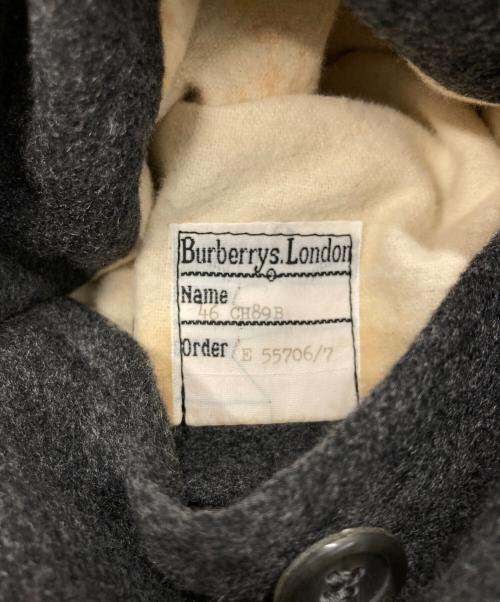 Burberrys. London
Name/
46 CH89B
Order/E 55706/7